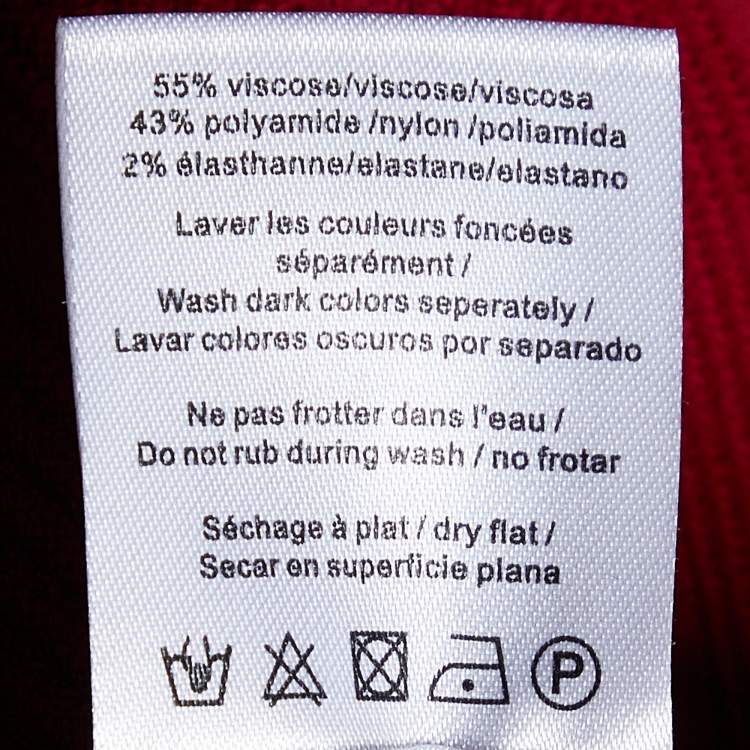 55% viscose/viscose/viscosa
43% polyamide /nylon /poliamida
2% élasthanne/elastane/elastano
Laver les couleurs foncées
séparément /
Wash dark colors seperately /
Lavar colores oscuros por separado
Ne pas frotter dans l'eau /
Do not rub during wash / no frotar
Séchage à plat / dry flat /
Secar en superficie plana
P